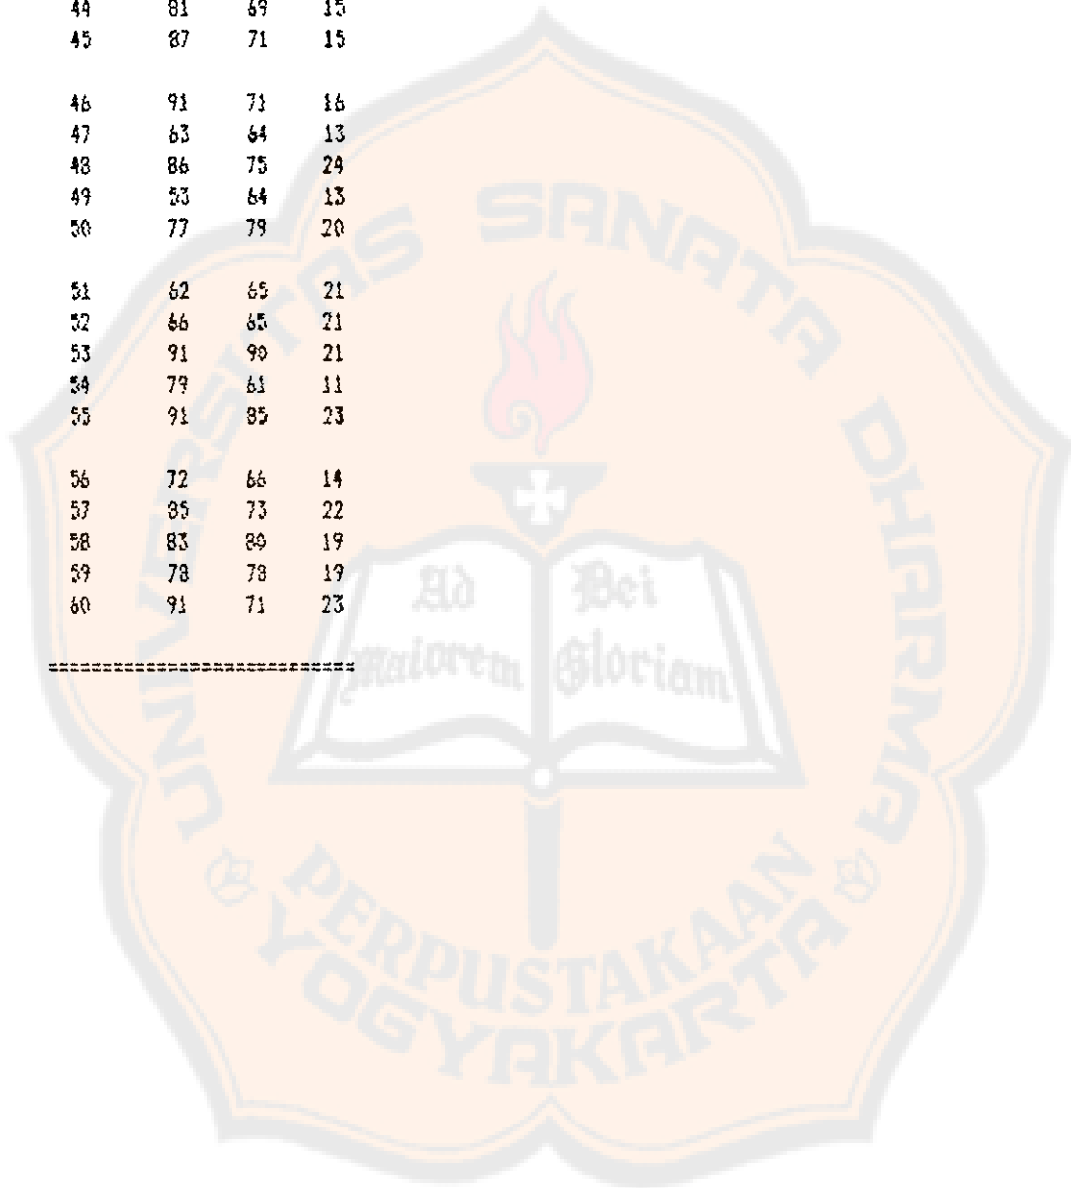 44 81 69 15
45 87 71 15
46 91 71 16
47 63 64 13
48 86 75 24
49 53 64 13
50 77 79 20
51 62 65 21
52 66 65 21
53 91 90 21
54 79 61 11
55 91 85 23
56 72 66 14
57 85 73 22
58 83 80 19
59 78 78 19
60 91 71 23
==============================
UNIVERSITAS SANATA DHARMA
Ad Dei
maiorem Gloriam
PERPUSTAKAAN
YOGYAKARTA